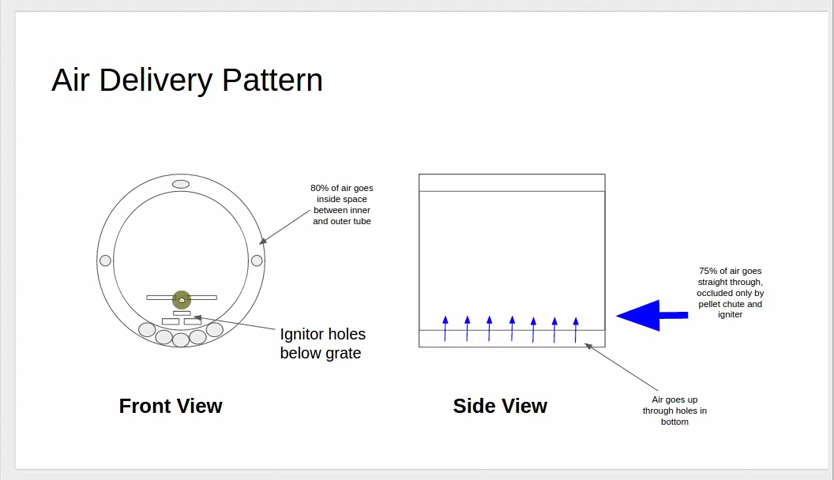 Air Delivery Pattern
80% of air goes
inside space
between inner
and outer tube
Ignitor holes
below grate
Front View
75% of air goes
straight through,
occluded only by
pellet chute and
igniter
Air goes up
through holes in
bottom
Side View